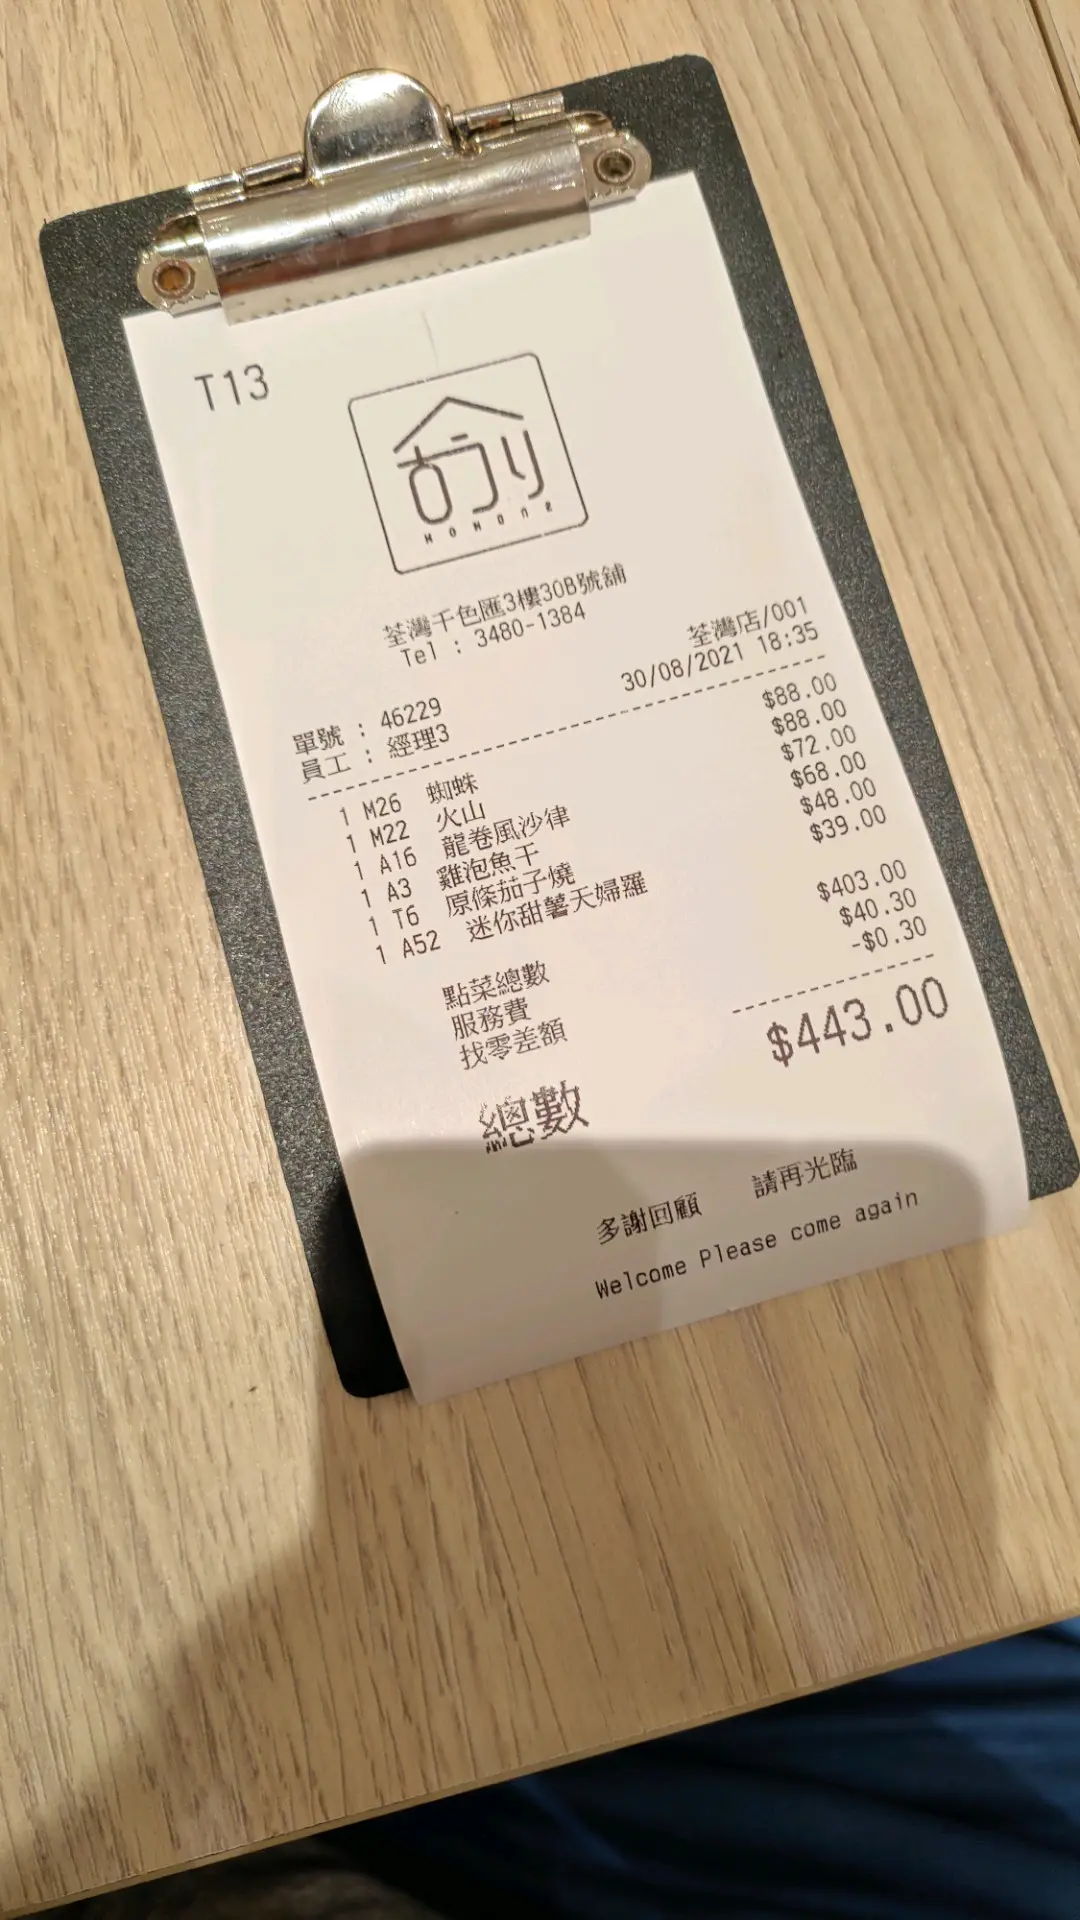 T13
HOHONE
荃灣千色匯3樓30B號舖
Tel : 3480-1384
荃灣店/001
單號 : 46229 30/08/2021 18:35
員工 : 經理3
1 M26 蜘蛛 $88.00
1 M22 火山 $88.00
1 A16 龍卷風沙律 $72.00
1 A3 雞泡魚干 $68.00
1 T6 原條茄子燒 $48.00
1 A52 迷你甜薯天婦羅 $39.00
點菜總數 $403.00
服務費 $40.30
找零差額 -$0.30
總數 $443.00
多謝回顧 請再光臨
Welcome Please come again